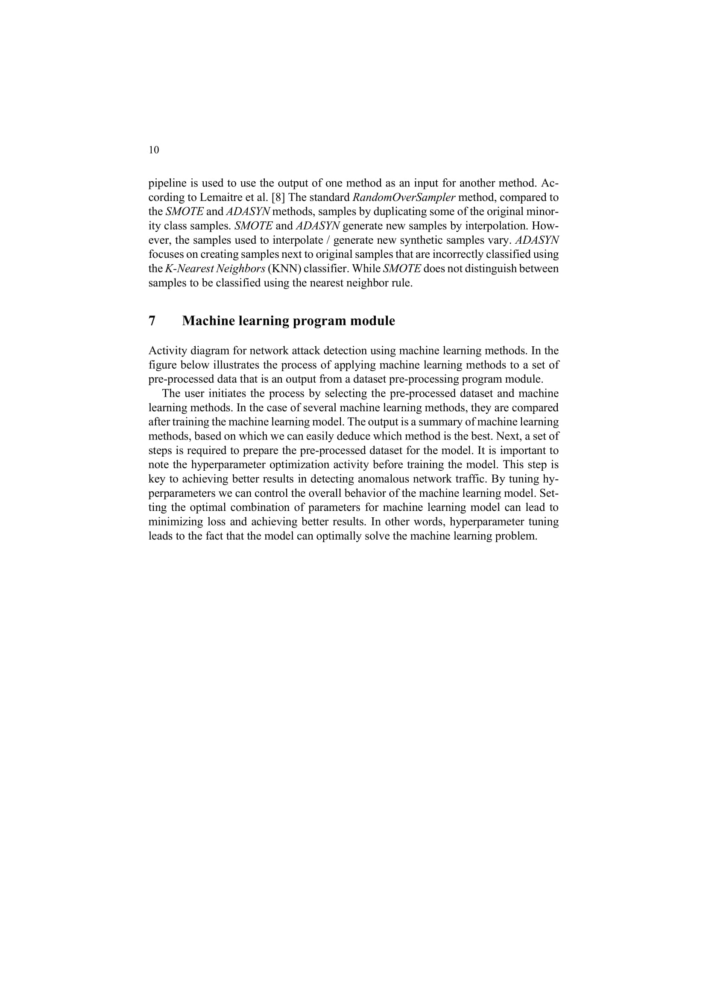 10
pipeline is used to use the output of one method as an input for another method. Ac-
cording to Lemaitre et al. [8] The standard RandomOverSampler method, compared to
the SMOTE and ADASYN methods, samples by duplicating some of the original minor-
ity class samples. SMOTE and ADASYN generate new samples by interpolation. How-
ever, the samples used to interpolate / generate new synthetic samples vary. ADASYN
focuses on creating samples next to original samples that are incorrectly classified using
the K-Nearest Neighbors (KNN) classifier. While SMOTE does not distinguish between
samples to be classified using the nearest neighbor rule.
7 Machine learning program module
Activity diagram for network attack detection using machine learning methods. In the
figure below illustrates the process of applying machine learning methods to a set of
pre-processed data that is an output from a dataset pre-processing program module.
The user initiates the process by selecting the pre-processed dataset and machine
learning methods. In the case of several machine learning methods, they are compared
after training the machine learning model. The output is a summary of machine learning
methods, based on which we can easily deduce which method is the best. Next, a set of
steps is required to prepare the pre-processed dataset for the model. It is important to
note the hyperparameter optimization activity before training the model. This step is
key to achieving better results in detecting anomalous network traffic. By tuning hy-
perparameters we can control the overall behavior of the machine learning model. Set-
ting the optimal combination of parameters for machine learning model can lead to
minimizing loss and achieving better results. In other words, hyperparameter tuning
leads to the fact that the model can optimally solve the machine learning problem.